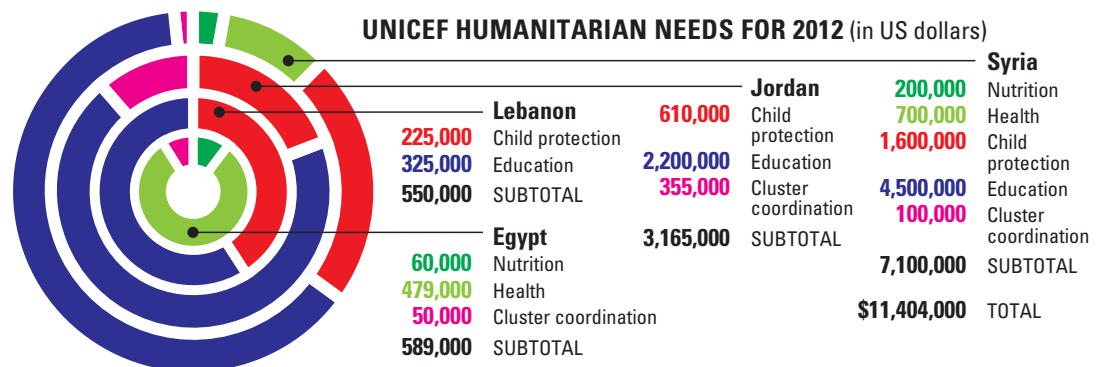 UNICEF HUMANITARIAN NEEDS FOR 2012 (in US dollars)
Lebanon
225,000 Child protection
325,000 Education
550,000 SUBTOTAL
Egypt
60,000 Nutrition
479,000 Health
50,000 Cluster coordination
589,000 SUBTOTAL
Jordan
610,000 Child
protection
2,200,000 Education
355,000 Cluster
coordination
3,165,000 SUBTOTAL
Syria
200,000 Nutrition
700,000 Health
1,600,000 Child
protection
4,500,000 Education
100,000 Cluster
coordination
7,100,000 SUBTOTAL
$11,404,000 TOTAL